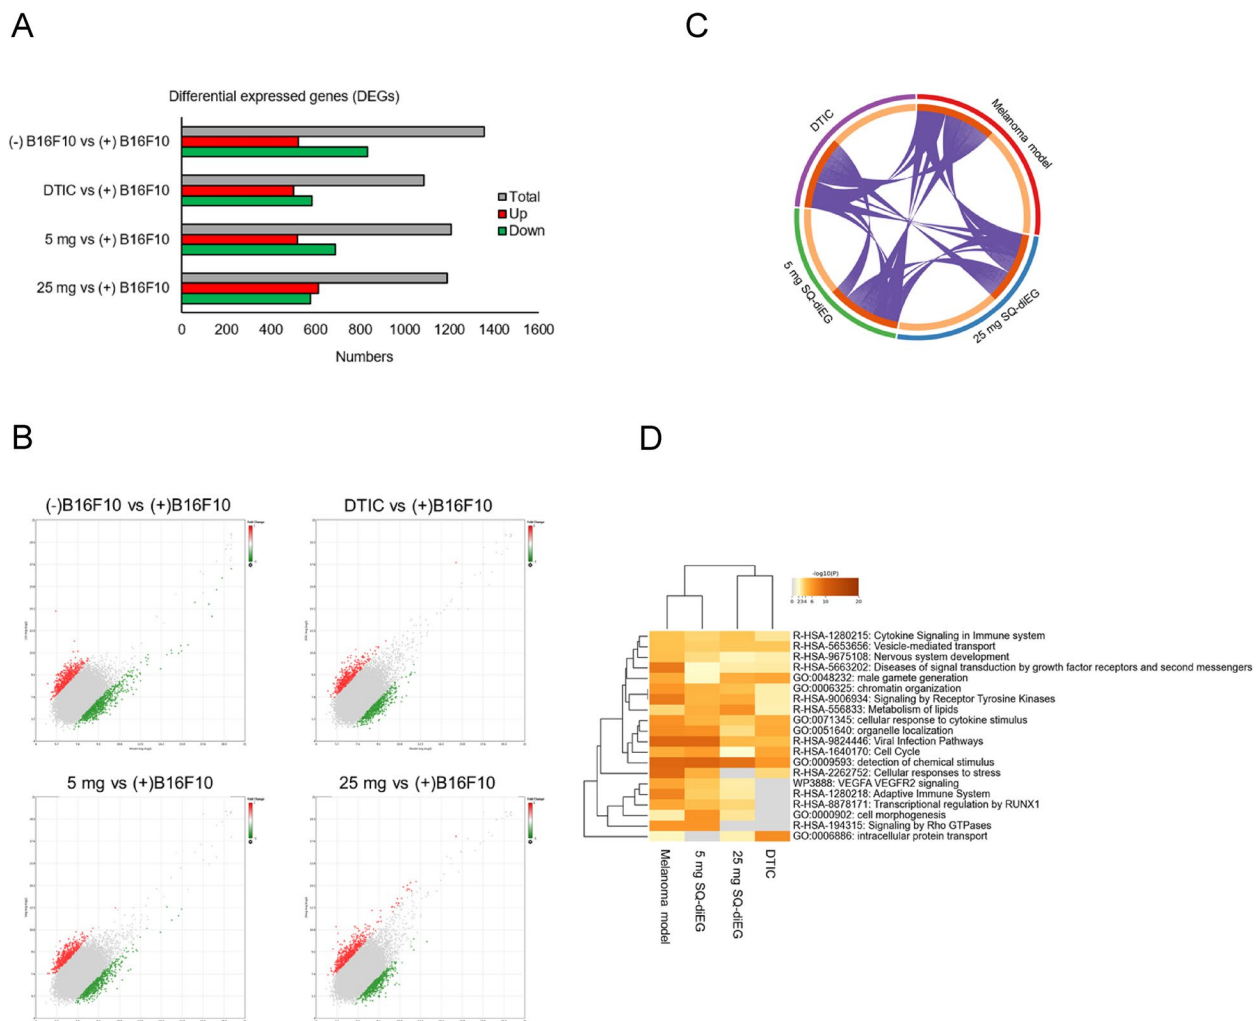 A
Differential expressed genes (DEGs)
(-) B16F10 vs (+) B16F10
DTIC vs (+) B16F10
5 mg vs (+) B16F10
25 mg vs (+) B16F10
Total
Up
Down
0 200 400 600 800 1000 1200 1400 1600
Numbers
C
DTIC
Melanoma model
5 mg SQ-diEG
25 mg SQ-diEG
B
(-)B16F10 vs (+)B16F10
DTIC vs (+)B16F10
5 mg vs (+)B16F10
25 mg vs (+)B16F10
D
-log10(P)
0 2 3 4 6 10 20
R-HSA-1280215: Cytokine Signaling in Immune system
R-HSA-5653656: Vesicle-mediated transport
R-HSA-9675108: Nervous system development
R-HSA-5663202: Diseases of signal transduction by growth factor receptors and second messengers
GO:0048232: male gamete generation
GO:0006325: chromatin organization
R-HSA-9006934: Signaling by Receptor Tyrosine Kinases
R-HSA-556833: Metabolism of lipids
GO:0071345: cellular response to cytokine stimulus
GO:0051640: organelle localization
R-HSA-9824446: Viral Infection Pathways
R-HSA-1640170: Cell Cycle
GO:0009593: detection of chemical stimulus
R-HSA-2262752: Cellular responses to stress
WP3888: VEGFA VEGFR2 signaling
R-HSA-1280218: Adaptive Immune System
R-HSA-8878171: Transcriptional regulation by RUNX1
GO:0000902: cell morphogenesis
R-HSA-194315: Signaling by Rho GTPases
GO:0006886: intracellular protein transport
Melanoma model
5 mg SQ-diEG
25 mg SQ-diEG
DTIC